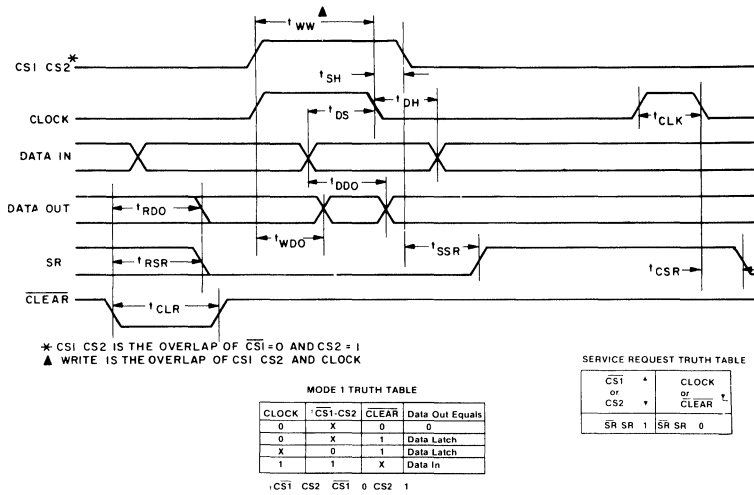 ▲
t WW
CS1 CS2*
t SH
CLOCK
t DS
t DH
t CLK
DATA IN
t DDO
DATA OUT
t RDO
t WDO
SR
t RSR
t SSR
t CSR
CLEAR
t CLR
* CS1 CS2 IS THE OVERLAP OF CS1=0 AND CS2 = 1
▲ WRITE IS THE OVERLAP OF CS1 CS2 AND CLOCK
MODE 1 TRUTH TABLE
CLOCK CS1-CS2 CLEAR Data Out Equals
0 X 0 0
0 X 1 Data Latch
X 0 1 Data Latch
1 1 X Data In
CS1 CS2 CS1 0 CS2 1
SERVICE REQUEST TRUTH TABLE
CS1 ▲ CLOCK
or or
CS2 ▼ CLEAR
SR SR 1 SR SR 0